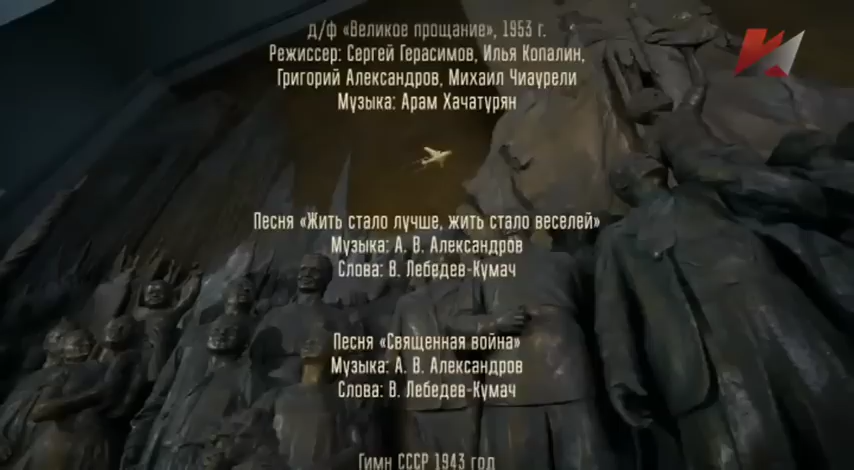 д/ф «Великое прощание», 1953 г.
Режиссер: Сергей Герасимов, Илья Копалин,
Григорий Александров, Михаил Чиаурели
Музыка: Арам Хачатурян
Песня «Жить стало лучше, жить стало веселей»
Музыка: А. В. Александров
Слова: В. Лебедев-Кумач
Песня «Священная война»
Музыка: А. В. Александров
Слова: В. Лебедев-Кумач
Гимн СССР 1943 год